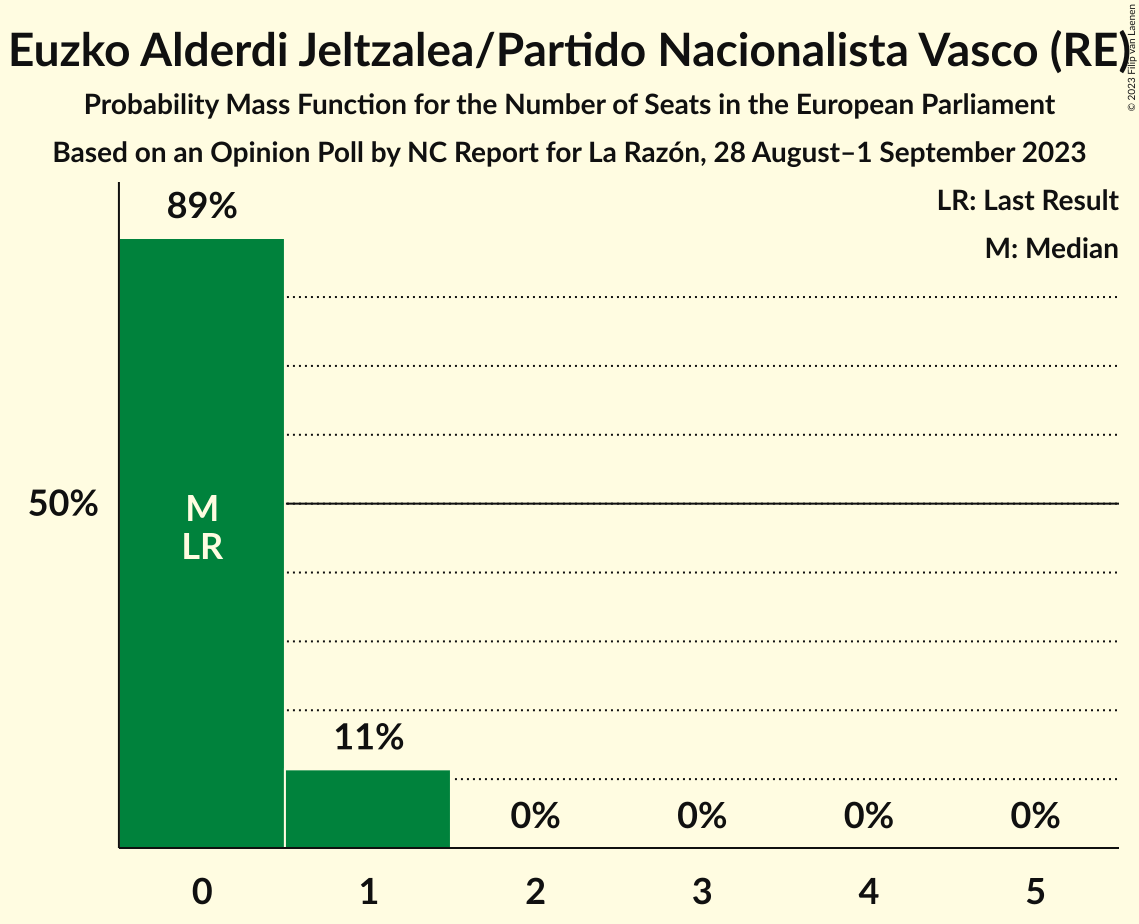 Euzko Alderdi Jeltzalea/Partido Nacionalista Vasco (RE)
© 2023 Filip van Laenen
Probability Mass Function for the Number of Seats in the European Parliament
Based on an Opinion Poll by NC Report for La Razón, 28 August–1 September 2023
LR: Last Result
M: Median
89%
50%
M
LR
11%
0% 0% 0% 0%
0 1 2 3 4 5